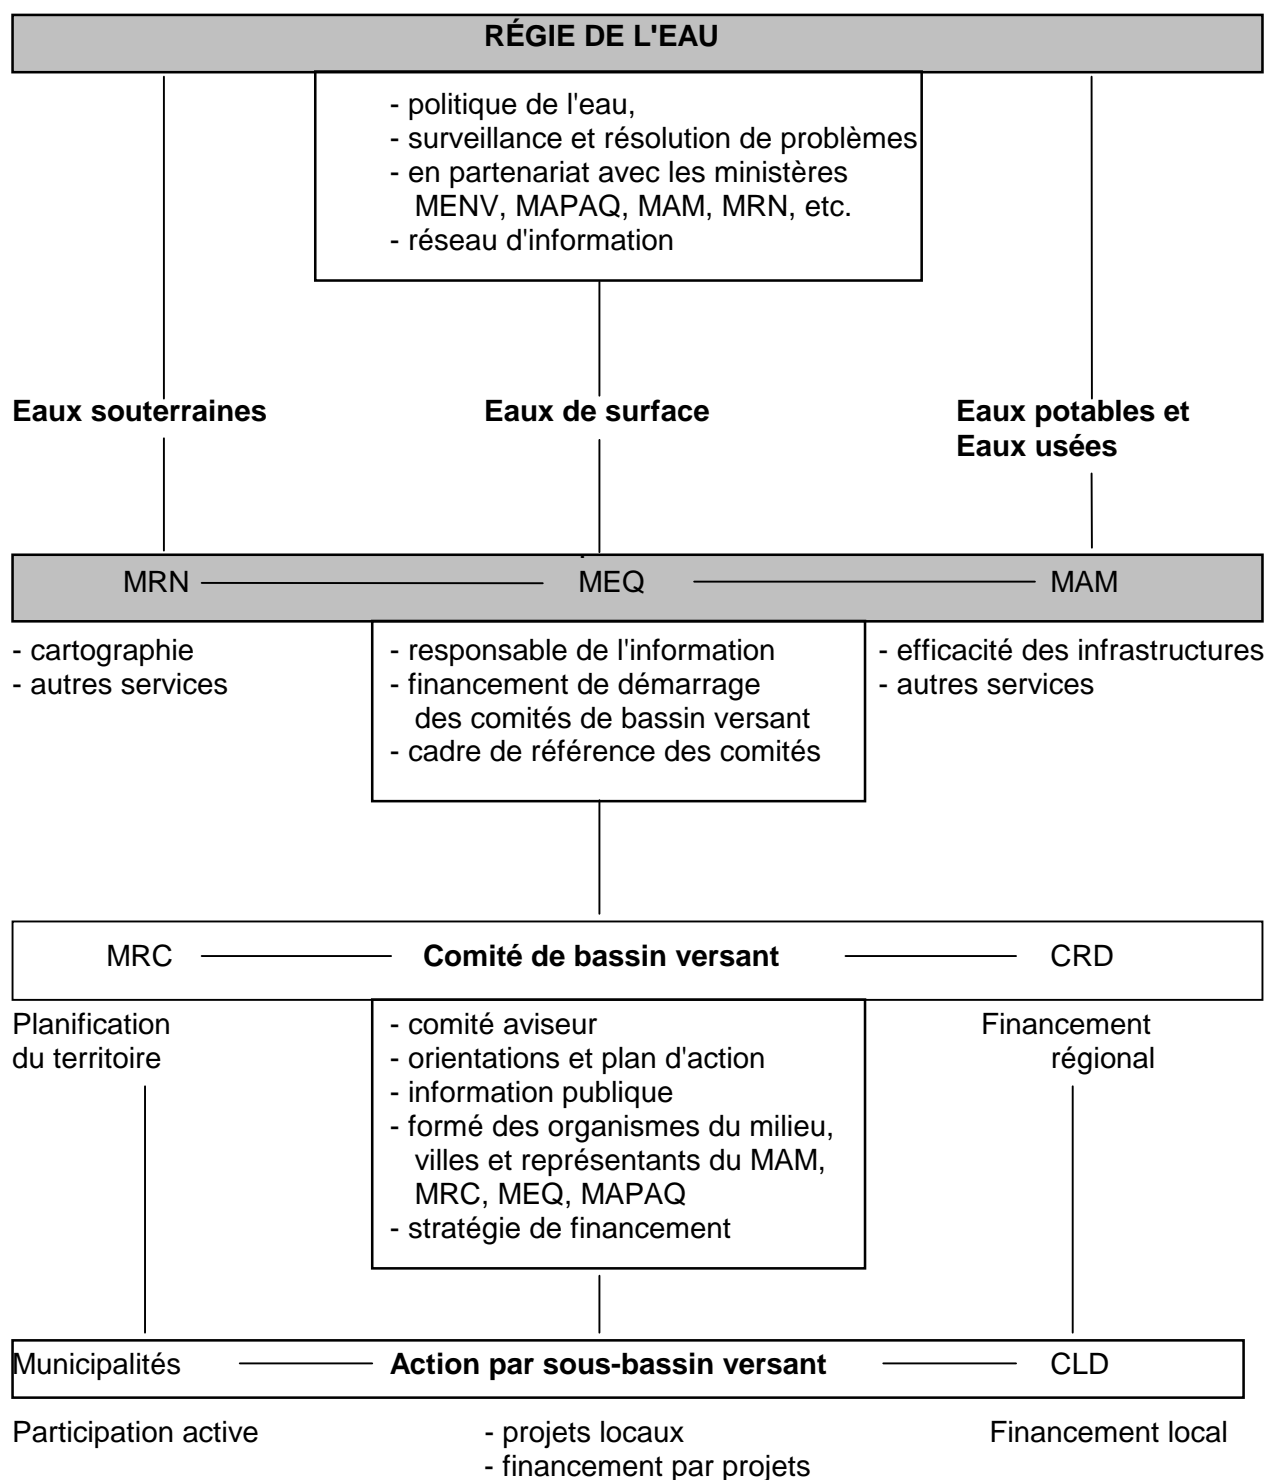 RÉGIE DE L'EAU
- politique de l'eau,
- surveillance et résolution de problèmes
- en partenariat avec les ministères
MENV, MAPAQ, MAM, MRN, etc.
- réseau d'information
Eaux souterraines
Eaux de surface
Eaux potables et
Eaux usées
MRN
MEQ
MAM
- cartographie
- autres services
- responsable de l'information
- financement de démarrage
des comités de bassin versant
- cadre de référence des comités
- efficacité des infrastructures
- autres services
MRC
Comité de bassin versant
CRD
Planification
du territoire
- comité aviseur
- orientations et plan d'action
- information publique
- formé des organismes du milieu,
villes et représentants du MAM,
MRC, MEQ, MAPAQ
- stratégie de financement
Financement
régional
Municipalités
Action par sous-bassin versant
CLD
Participation active
- projets locaux
- financement par projets
Financement local